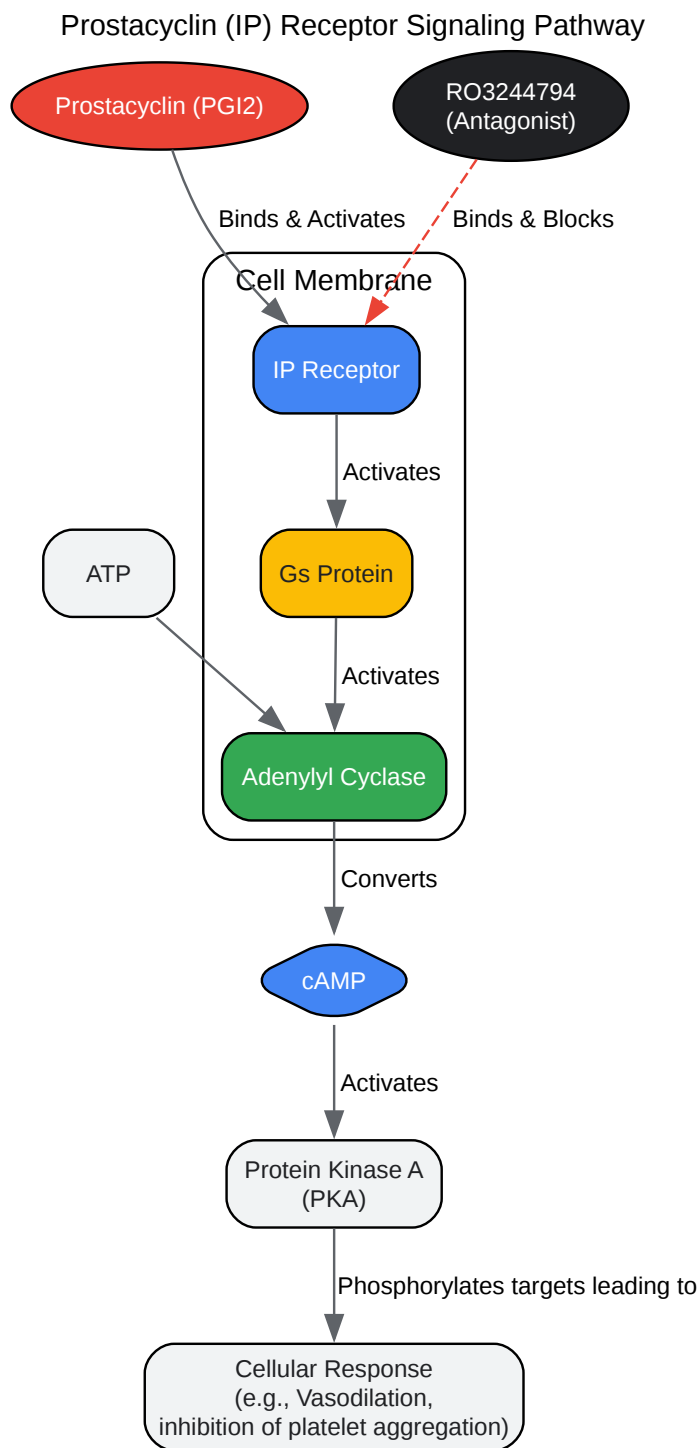 Prostacyclin (IP) Receptor Signaling Pathway
Prostacyclin (PGI2)
RO3244794
(Antagonist)
Binds & Activates
Binds & Blocks
Cell Membrane
IP Receptor
Activates
ATP
Gs Protein
Activates
Adenylyl Cyclase
Converts
cAMP
Activates
Protein Kinase A
(PKA)
Phosphorylates targets leading to
Cellular Response
(e.g., Vasodilation,
inhibition of platelet aggregation)